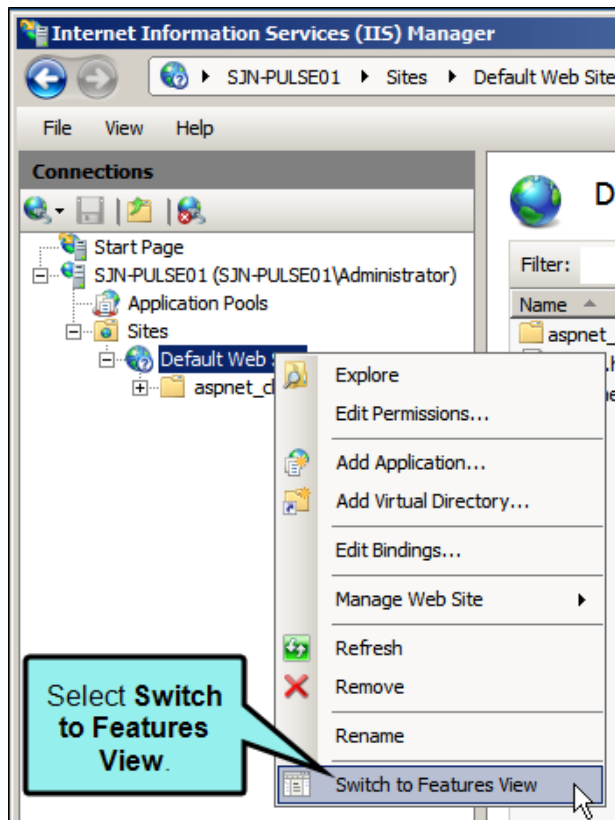 Internet Information Services (IIS) Manager
SJN-PULSE01 Sites Default Web Site
File View Help
Connections
D
Start Page
Filter:
SJN-PULSE01 (SJN-PULSE01\Administrator)
Application Pools
Name
Sites
aspnet_
Default Web
aspnet_cl
Explore
Edit Permissions...
Add Application...
Add Virtual Directory...
Edit Bindings...
Manage Web Site
Refresh
Remove
Rename
Switch to Features View
Select Switch
to Features
View.